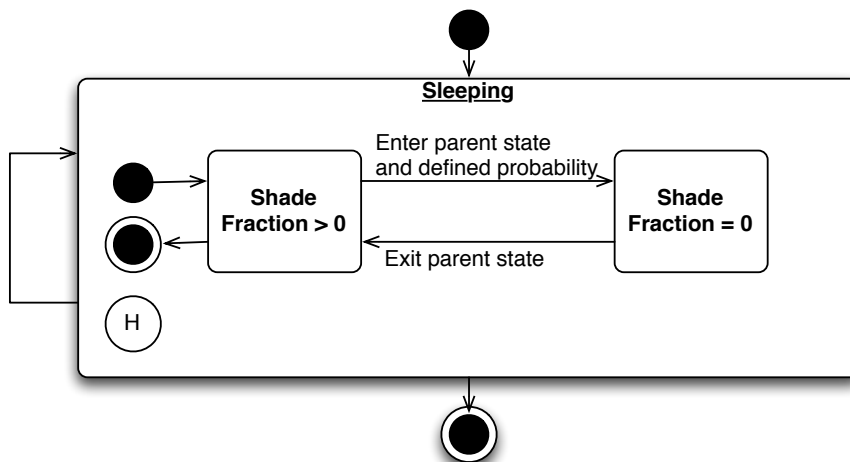 Sleeping
Enter parent state
and defined probability
Shade
Fraction > 0
Shade
Fraction = 0
Exit parent state
H